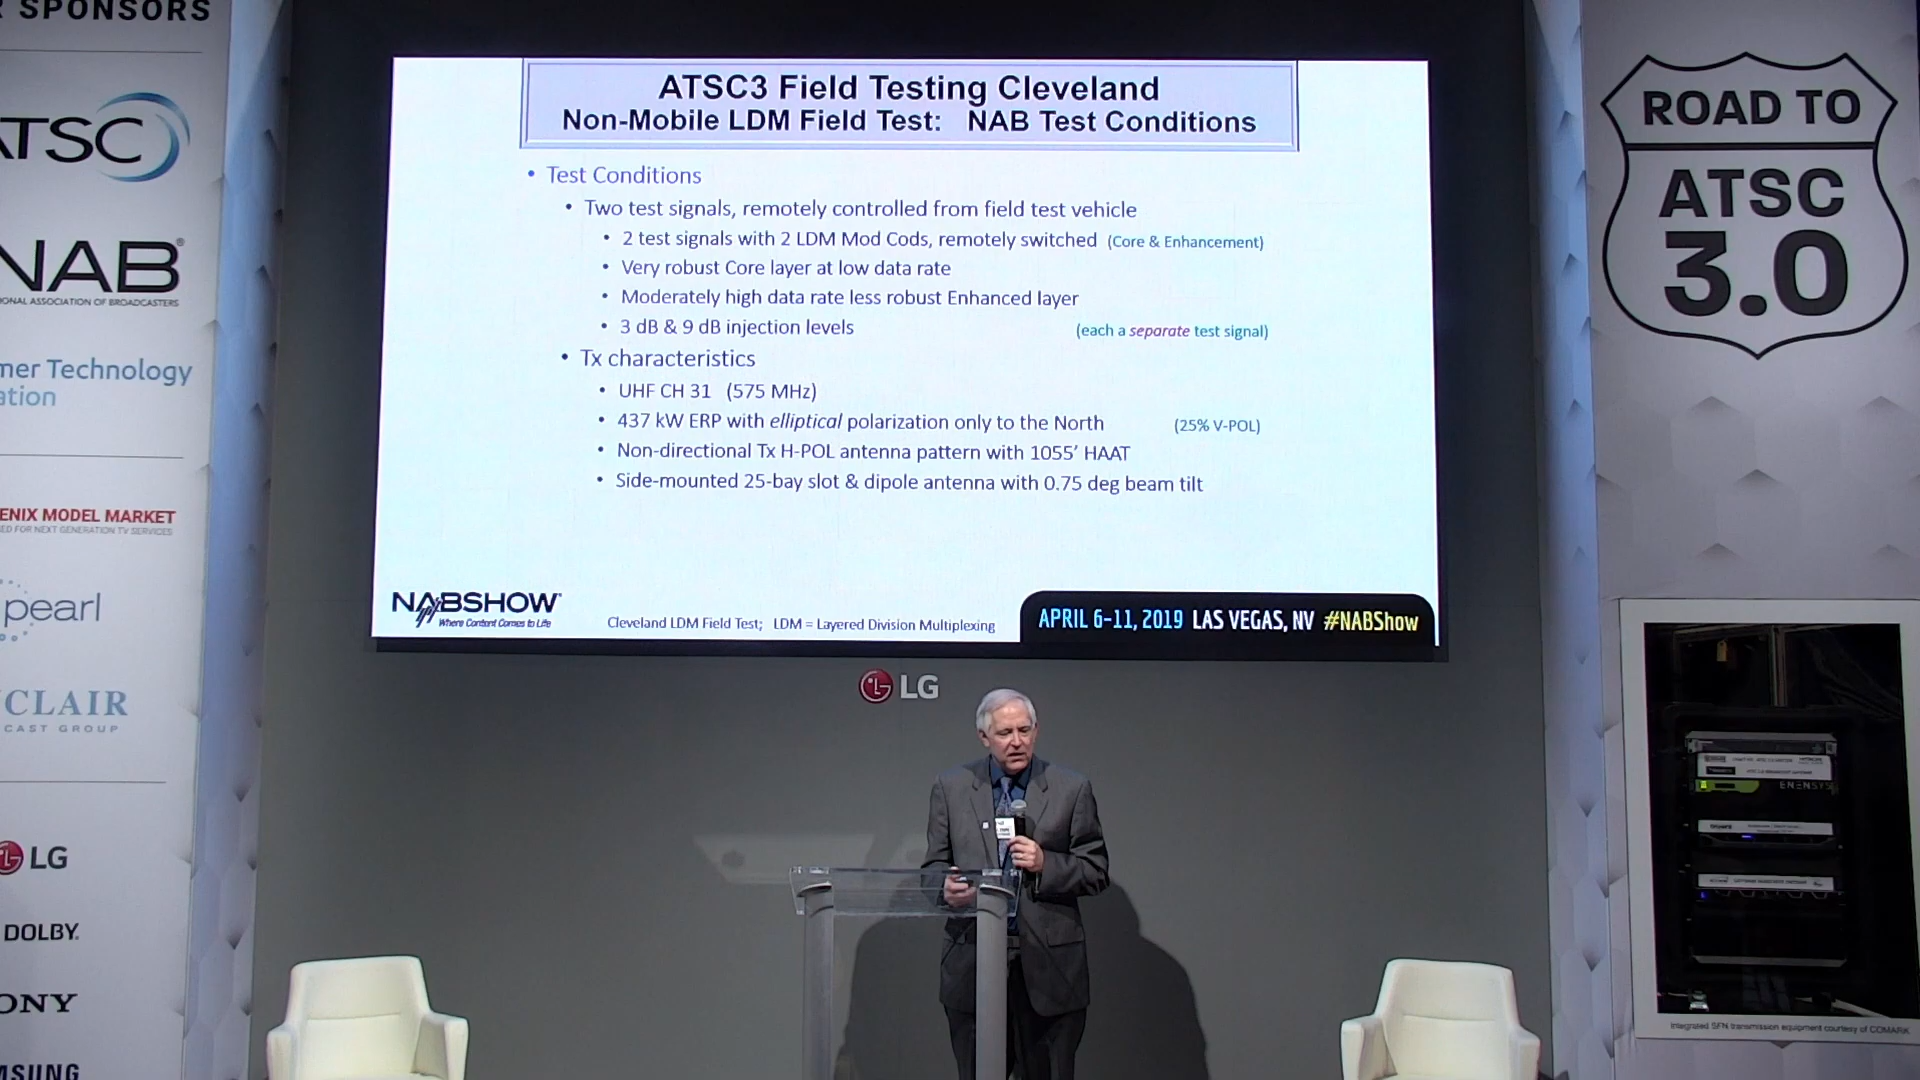 SPONSORS
ATSC
NAB®
ONAL ASSOCIATION OF BROADCASTERS
mer Technology
ation
ENIX MODEL MARKET
ED FOR NEXT GENERATION TV SERVICES
pearl
CLAIR
CAST GROUP
LG
DOLBY.
ONY
MSUNG
ATSC3 Field Testing Cleveland
Non-Mobile LDM Field Test: NAB Test Conditions
• Test Conditions
• Two test signals, remotely controlled from field test vehicle
• 2 test signals with 2 LDM Mod Cods, remotely switched (Core & Enhancement)
• Very robust Core layer at low data rate
• Moderately high data rate less robust Enhanced layer
• 3 dB & 9 dB injection levels (each a separate test signal)
• Tx characteristics
• UHF CH 31 (575 MHz)
• 437 kW ERP with elliptical polarization only to the North (25% V-POL)
• Non-directional Tx H-POL antenna pattern with 1055’ HAAT
• Side-mounted 25-bay slot & dipole antenna with 0.75 deg beam tilt
NABSHOW
Where Content Comes to Life
Cleveland LDM Field Test; LDM = Layered Division Multiplexing
APRIL 6-11, 2019 LAS VEGAS, NV #NABShow
LG
ROAD TO
ATSC
3.0
ENENSYS
Integrated SFN transmission equipment courtesy of COMARK